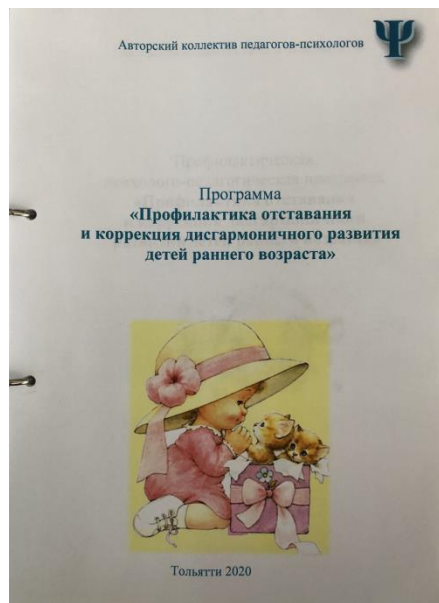 Авторский коллектив педагогов-психологов
Ψ
Программа
«Профилактика отставания
и коррекция дисгармоничного развития
детей раннего возраста»
Тольятти 2020